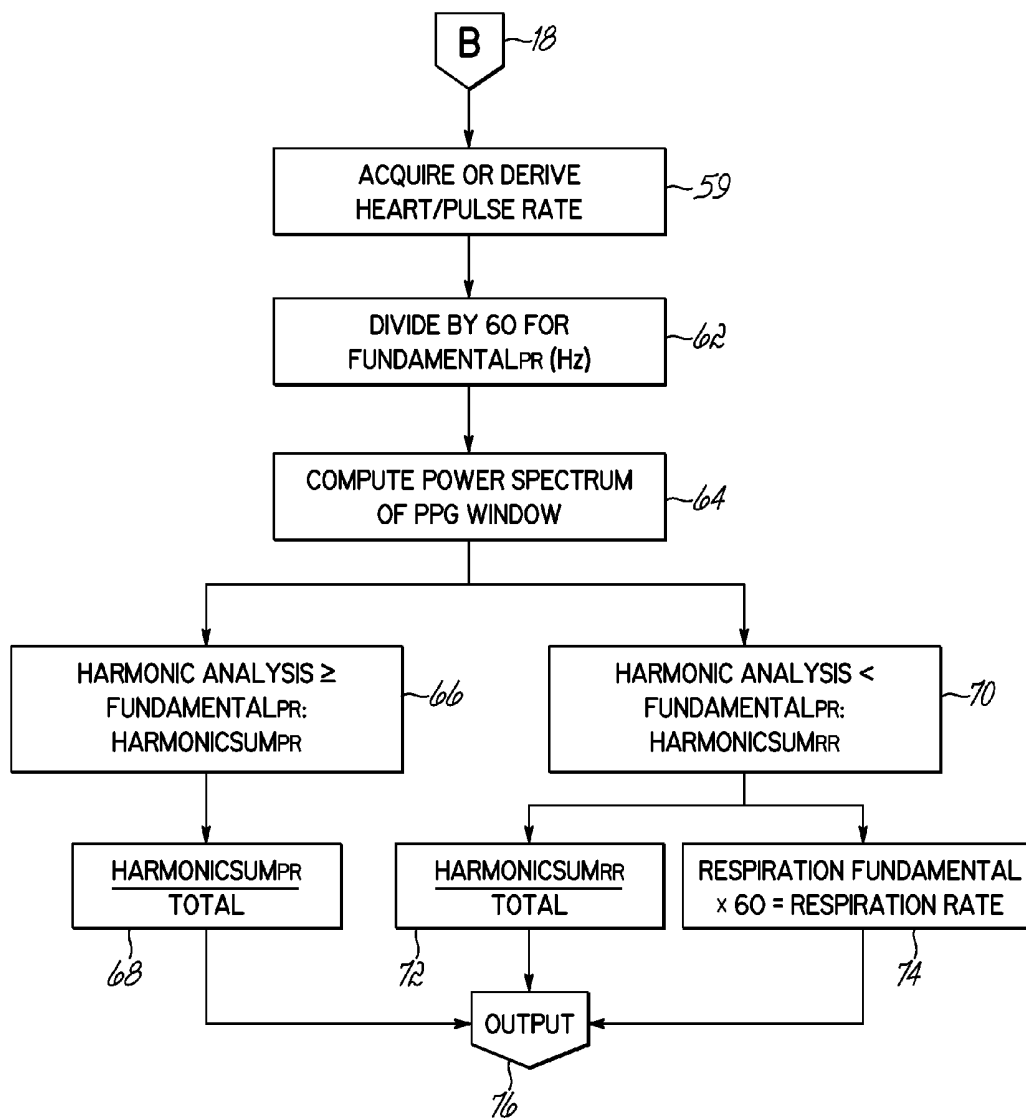 B
18
ACQUIRE OR DERIVE
HEART/PULSE RATE
59
DIVIDE BY 60 FOR
FUNDAMENTALPR (Hz)
62
COMPUTE POWER SPECTRUM
OF PPG WINDOW
64
HARMONIC ANALYSIS ≥
FUNDAMENTALPR:
HARMONICSUMPR
66
HARMONIC ANALYSIS <
FUNDAMENTALPR:
HARMONICSUMRR
70
HARMONICSUMPR
TOTAL
68
HARMONICSUMRR
TOTAL
72
RESPIRATION FUNDAMENTAL
× 60 = RESPIRATION RATE
74
OUTPUT
76